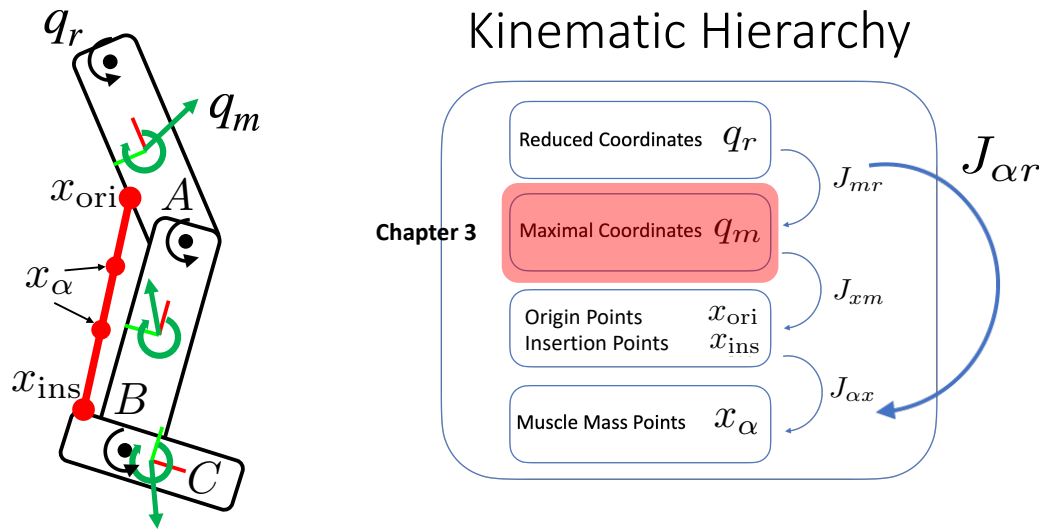 Kinematic Hierarchy
q_r
q_m
x_ori
A
x_α
x_ins
B
C
Reduced Coordinates q_r
J_mr
J_αr
Chapter 3
Maximal Coordinates q_m
J_xm
Origin Points x_ori
Insertion Points x_ins
J_αx
Muscle Mass Points x_α